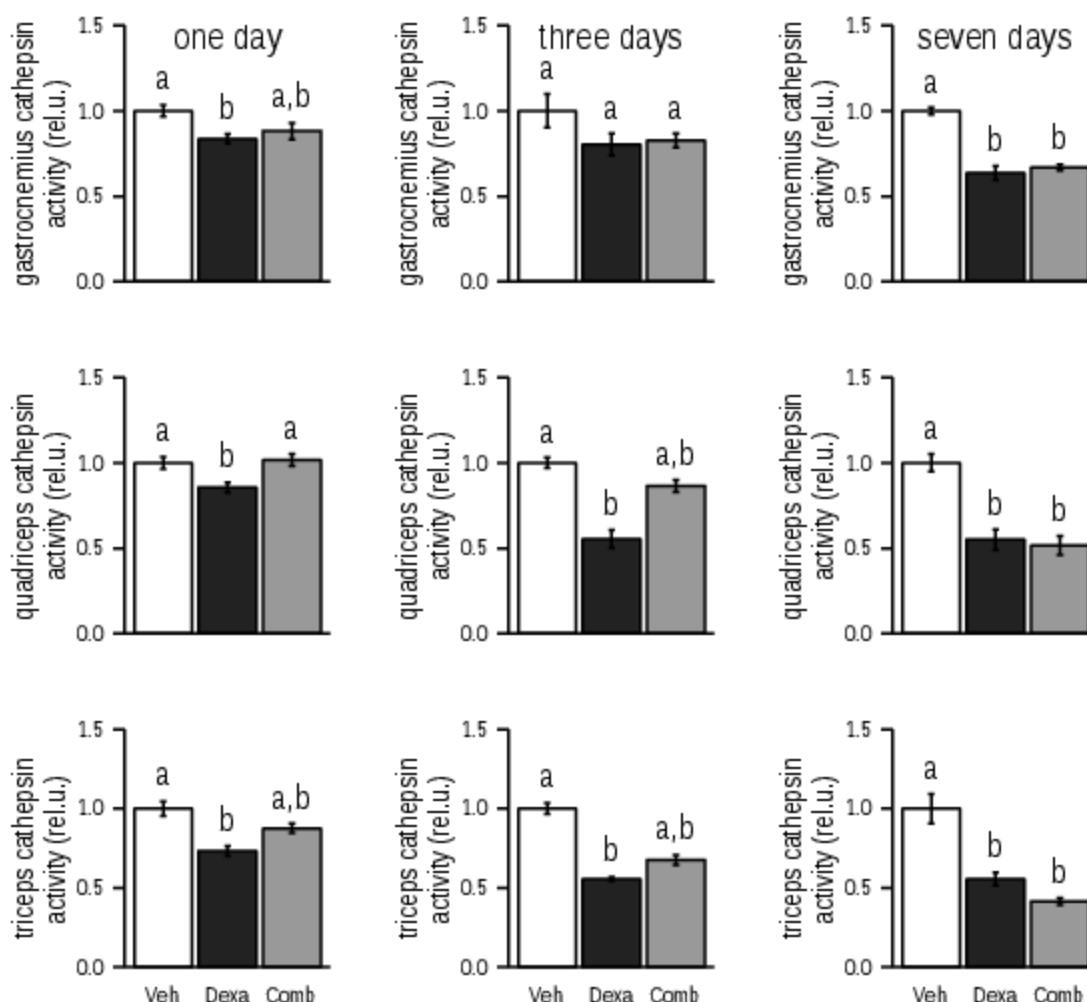 one day
gastrocnemius cathepsin
activity (rel.u.)
1.5
1.0
0.5
0.0
a
b
a,b
three days
gastrocnemius cathepsin
activity (rel.u.)
1.5
1.0
0.5
0.0
a
a
a
seven days
gastrocnemius cathepsin
activity (rel.u.)
1.5
1.0
0.5
0.0
a
b
b
quadriceps cathepsin
activity (rel.u.)
1.5
1.0
0.5
0.0
a
b
a
quadriceps cathepsin
activity (rel.u.)
1.5
1.0
0.5
0.0
a
b
a,b
quadriceps cathepsin
activity (rel.u.)
1.5
1.0
0.5
0.0
a
b
b
triceps cathepsin
activity (rel.u.)
1.5
1.0
0.5
0.0
a
b
a,b
Veh Dexa Comb
triceps cathepsin
activity (rel.u.)
1.5
1.0
0.5
0.0
a
b
a,b
Veh Dexa Comb
triceps cathepsin
activity (rel.u.)
1.5
1.0
0.5
0.0
a
b
b
Veh Dexa Comb